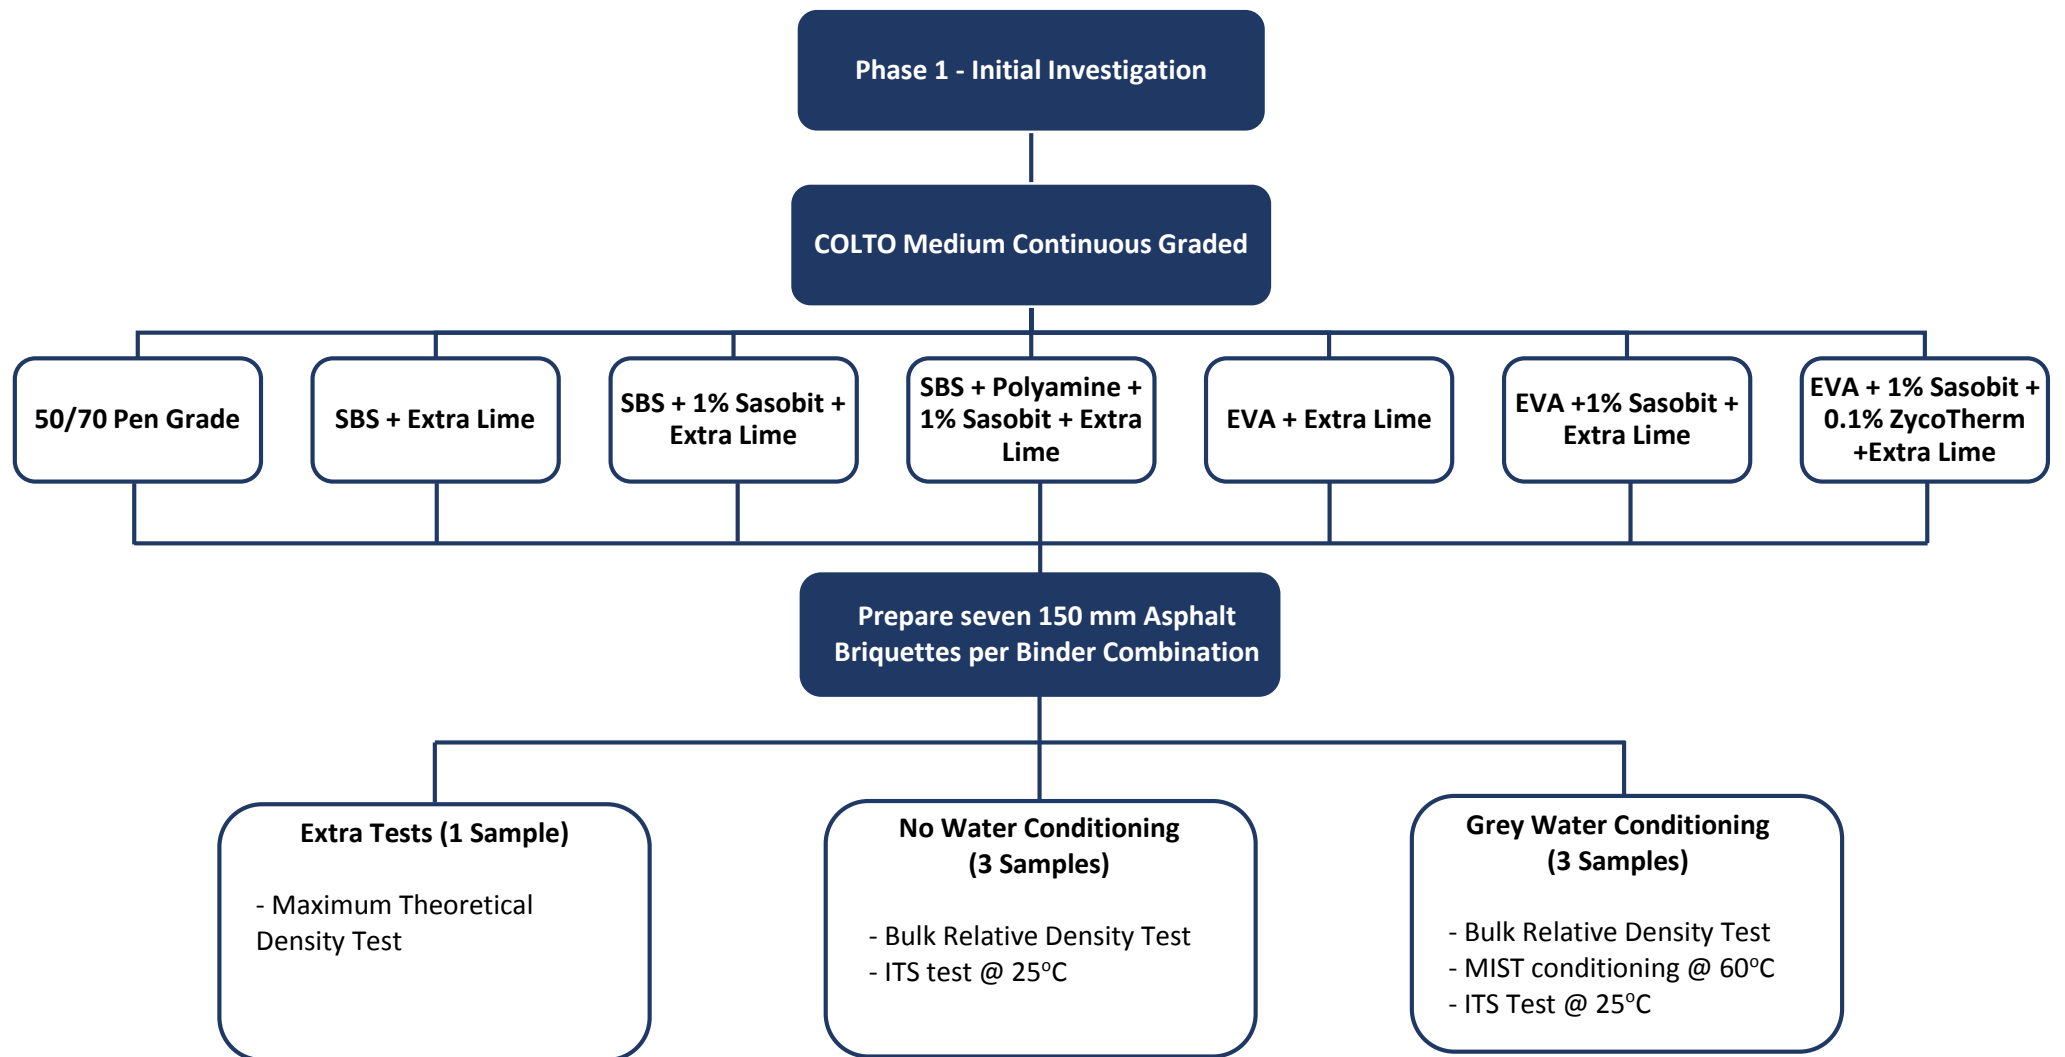 Phase 1 - Initial Investigation
COLTO Medium Continuous Graded
50/70 Pen Grade
SBS + Extra Lime
SBS + 1% Sasobit +
Extra Lime
SBS + Polyamine +
1% Sasobit + Extra
Lime
EVA + Extra Lime
EVA +1% Sasobit +
Extra Lime
EVA + 1% Sasobit +
0.1% ZycoTherm
+Extra Lime
Prepare seven 150 mm Asphalt
Briquettes per Binder Combination
Extra Tests (1 Sample)
- Maximum Theoretical
Density Test
No Water Conditioning
(3 Samples)
- Bulk Relative Density Test
- ITS test @ 25ᵒC
Grey Water Conditioning
(3 Samples)
- Bulk Relative Density Test
- MIST conditioning @ 60ᵒC
- ITS Test @ 25ᵒC